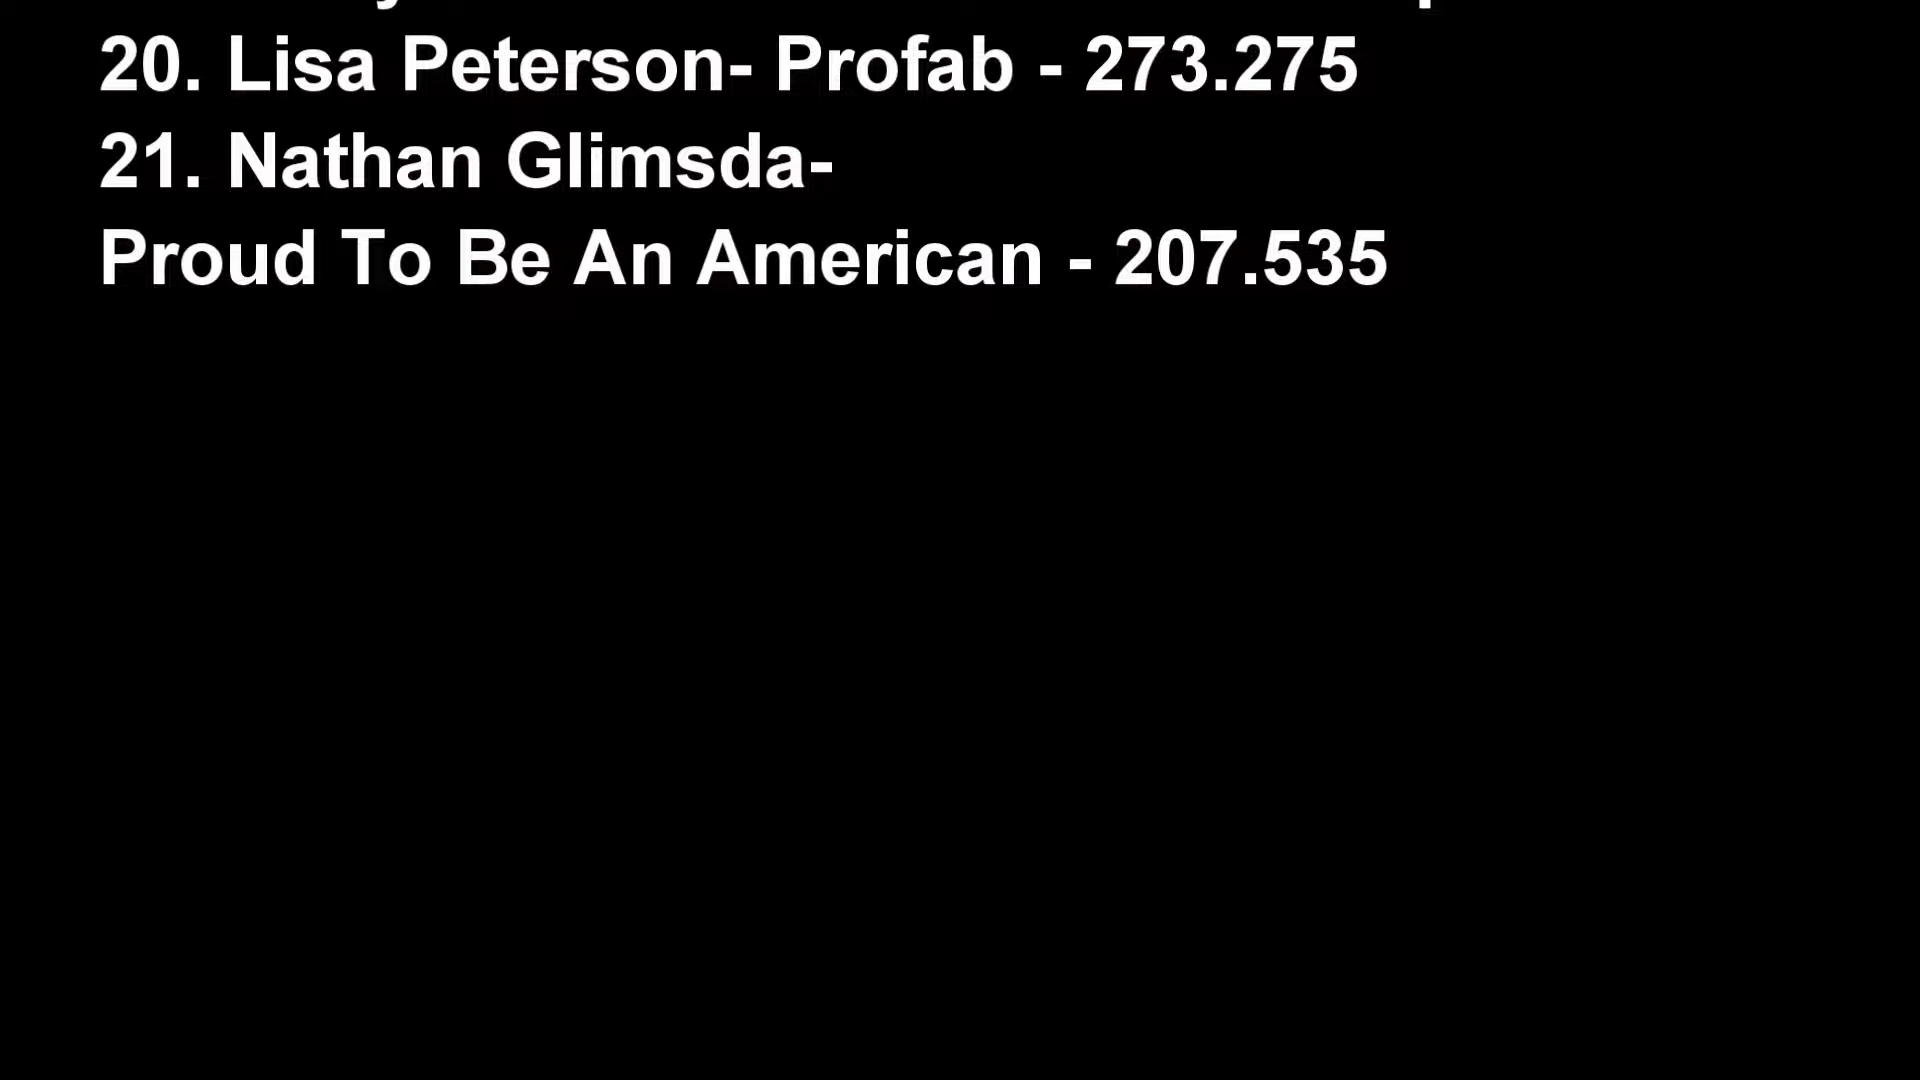 20. Lisa Peterson- Profab - 273.275
21. Nathan Glimsda-
Proud To Be An American - 207.535